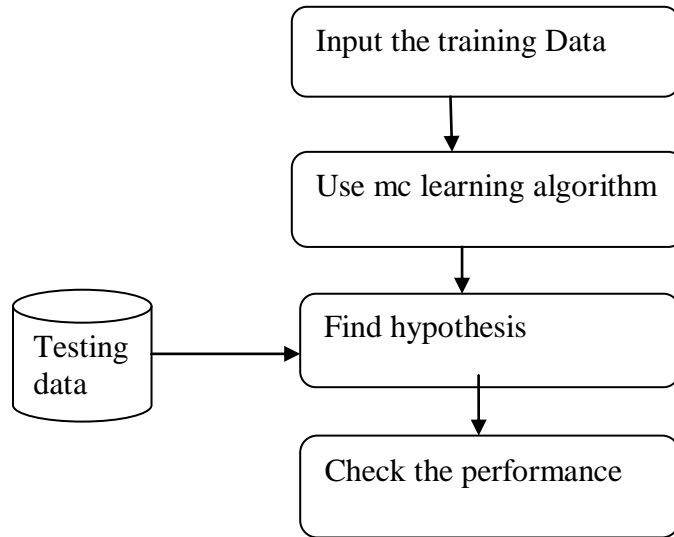 Input the training Data
Use mc learning algorithm
Find hypothesis
Testing
data
Check the performance